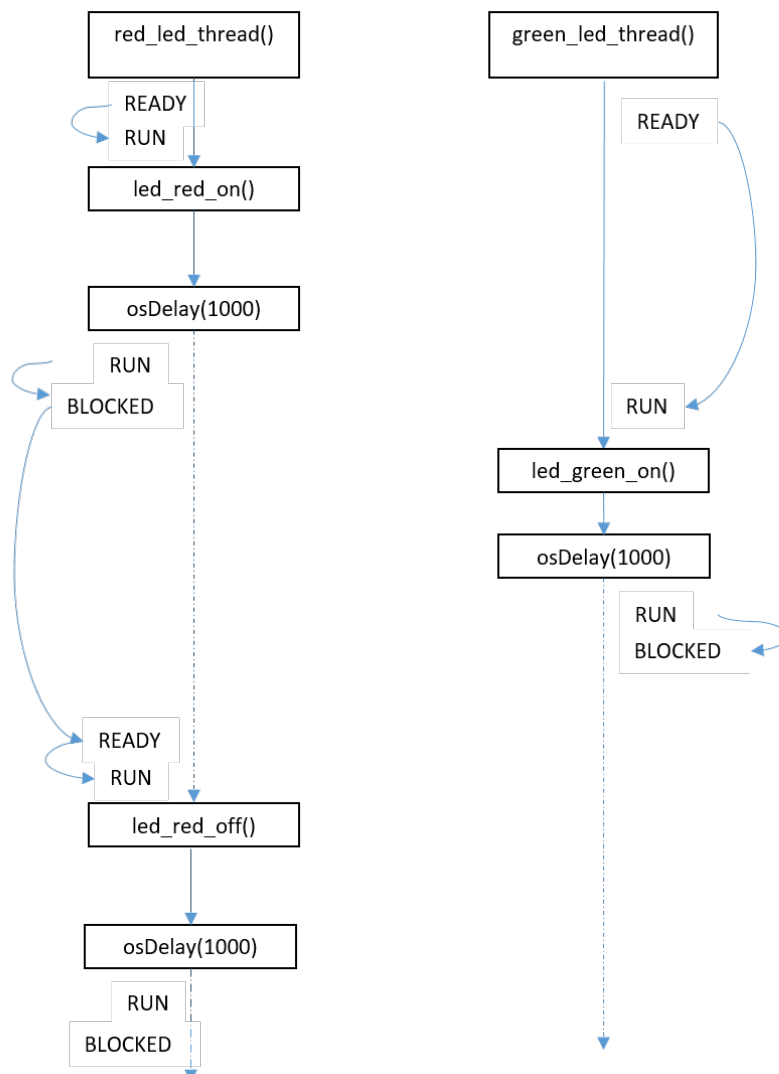 red_led_thread()
READY
RUN
led_red_on()
osDelay(1000)
RUN
BLOCKED
READY
RUN
led_red_off()
osDelay(1000)
RUN
BLOCKED
green_led_thread()
READY
RUN
led_green_on()
osDelay(1000)
RUN
BLOCKED